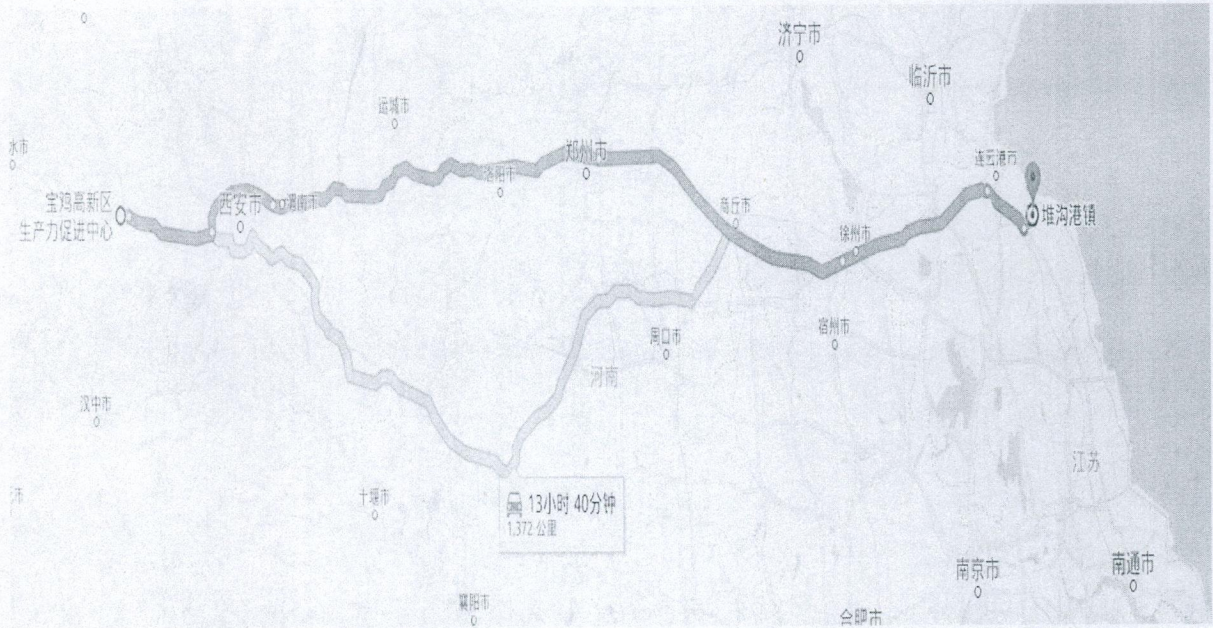 济宁市
临沂市
运城市
水市
郑州市
连云港市
洛阳市
宝鸡高新区
生产力促进中心
西安市
渭南市
商丘市
堆沟港镇
徐州市
宿州市
周口市
河南
汉中市
江苏
十堰市
13小时 40分钟
1,372 公里
南京市
南通市
襄阳市
合肥市